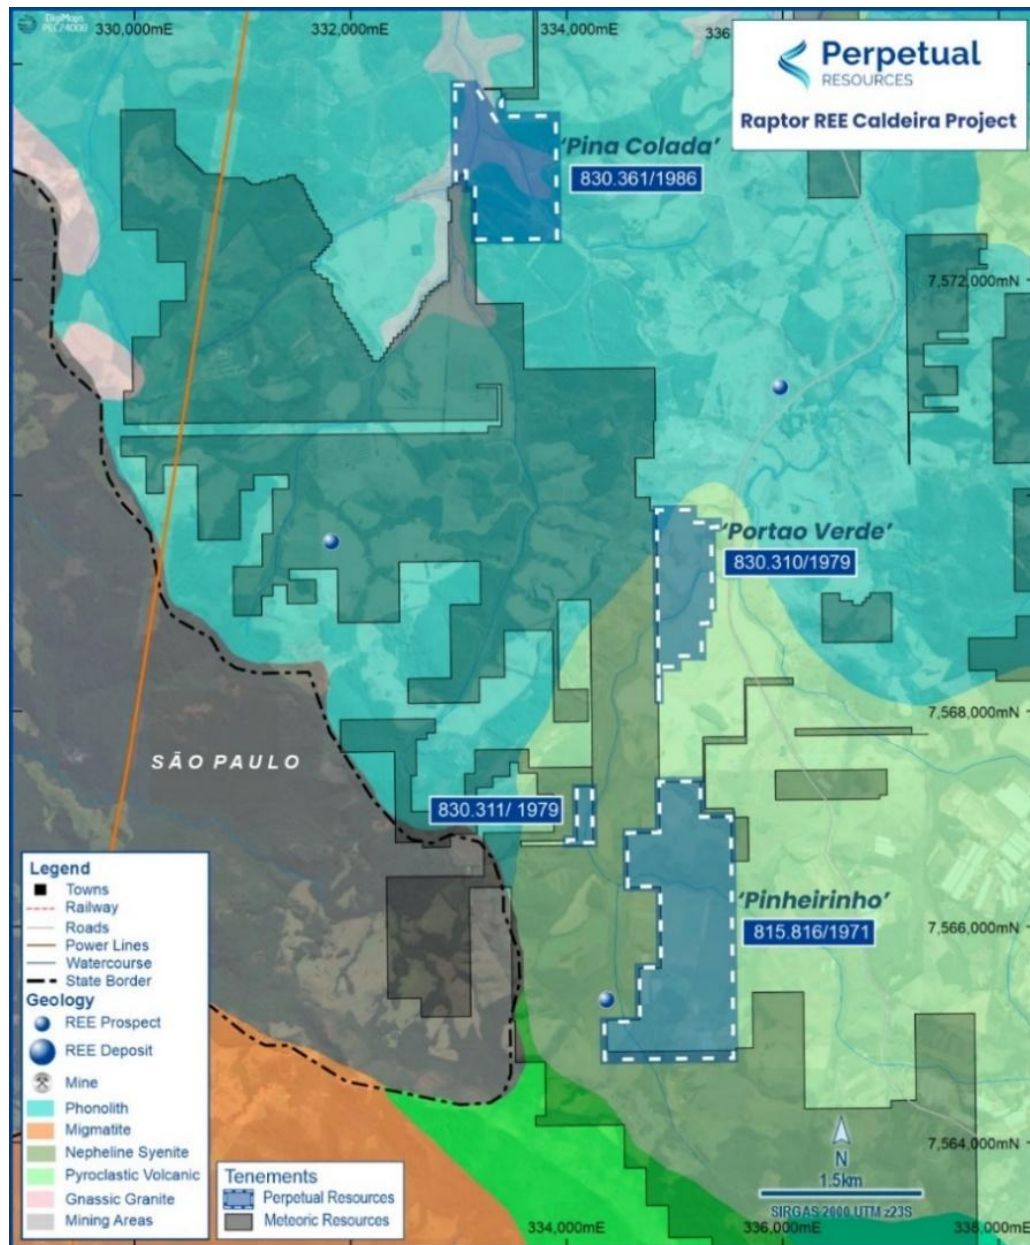 DigiMaps
330,000mE
332,000mE
334,000mE
336
Perpetual
RESOURCES
Raptor REE Caldeira Project
'Pina Colada'
830.361/1986
7,572,000mN
'Portao Verde'
830.310/1979
7,568,000mN
SÃO PAULO
830.311/ 1979
'Pinheirinho'
815.816/1971
7,566,000mN
7,564,000mN
Legend
Towns
Railway
Roads
Power Lines
Watercourse
State Border
Geology
REE Prospect
REE Deposit
Mine
Phonolith
Migmatite
Nepheline Syenite
Pyroclastic Volcanic
Gnassic Granite
Mining Areas
Tenements
Perpetual Resources
Meteoric Resources
N
1.5km
SIRGAS 2000 UTM z23S
334,000mE
336,000mE
338,000mE